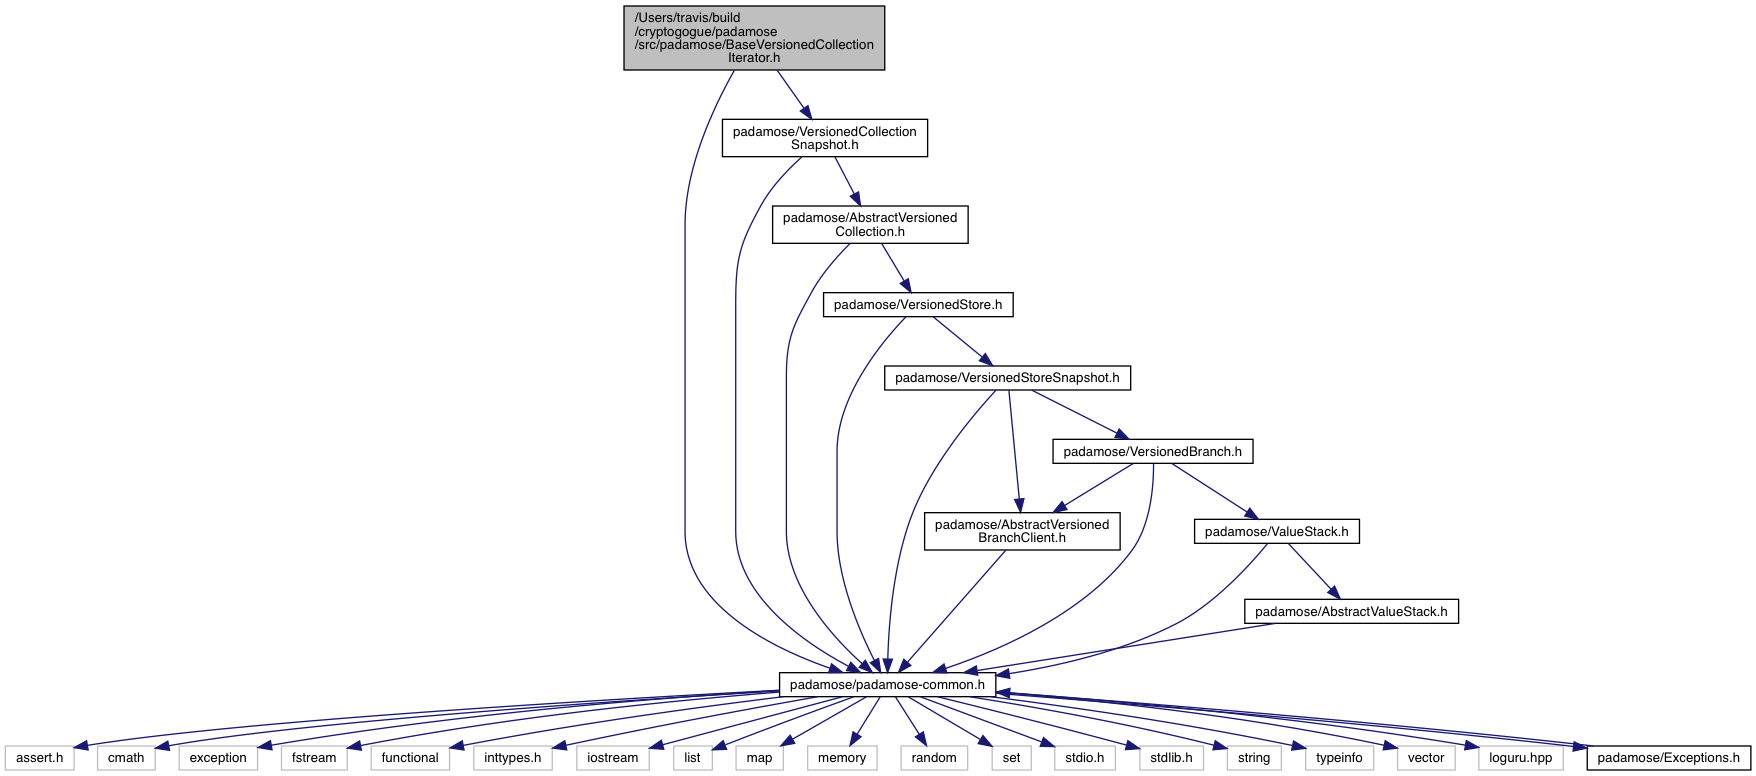 /Users/travis/build
/cryptogogue/padamose
/src/padamose/BaseVersionedCollection
Iterator.h
padamose/VersionedCollection
Snapshot.h
padamose/AbstractVersioned
Collection.h
padamose/VersionedStore.h
padamose/VersionedStoreSnapshot.h
padamose/VersionedBranch.h
padamose/AbstractVersioned
BranchClient.h
padamose/ValueStack.h
padamose/AbstractValueStack.h
padamose/padamose-common.h
assert.h
cmath
exception
fstream
functional
inttypes.h
iostream
list
map
memory
random
set
stdio.h
stdlib.h
string
typeinfo
vector
loguru.hpp
padamose/Exceptions.h